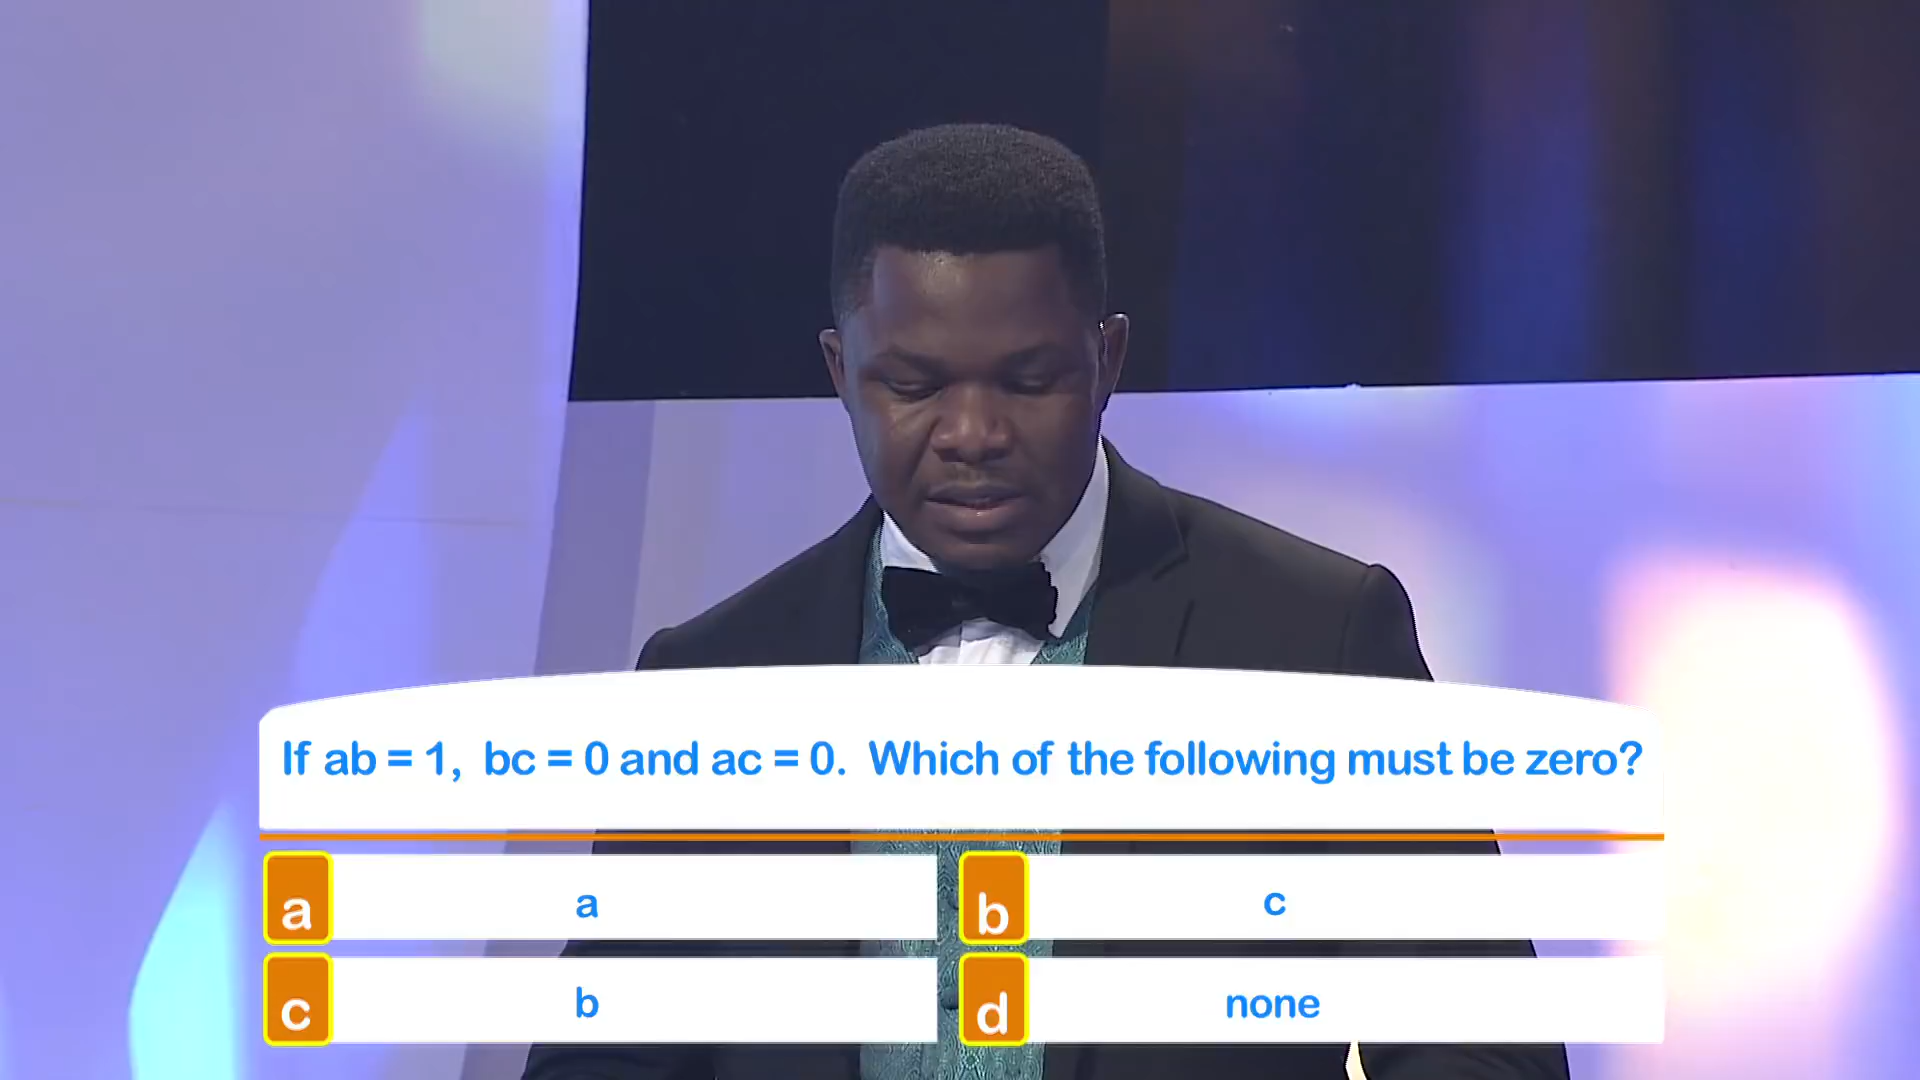 If ab = 1, bc = 0 and ac = 0. Which of the following must be zero?
a a
b c
c b
d none